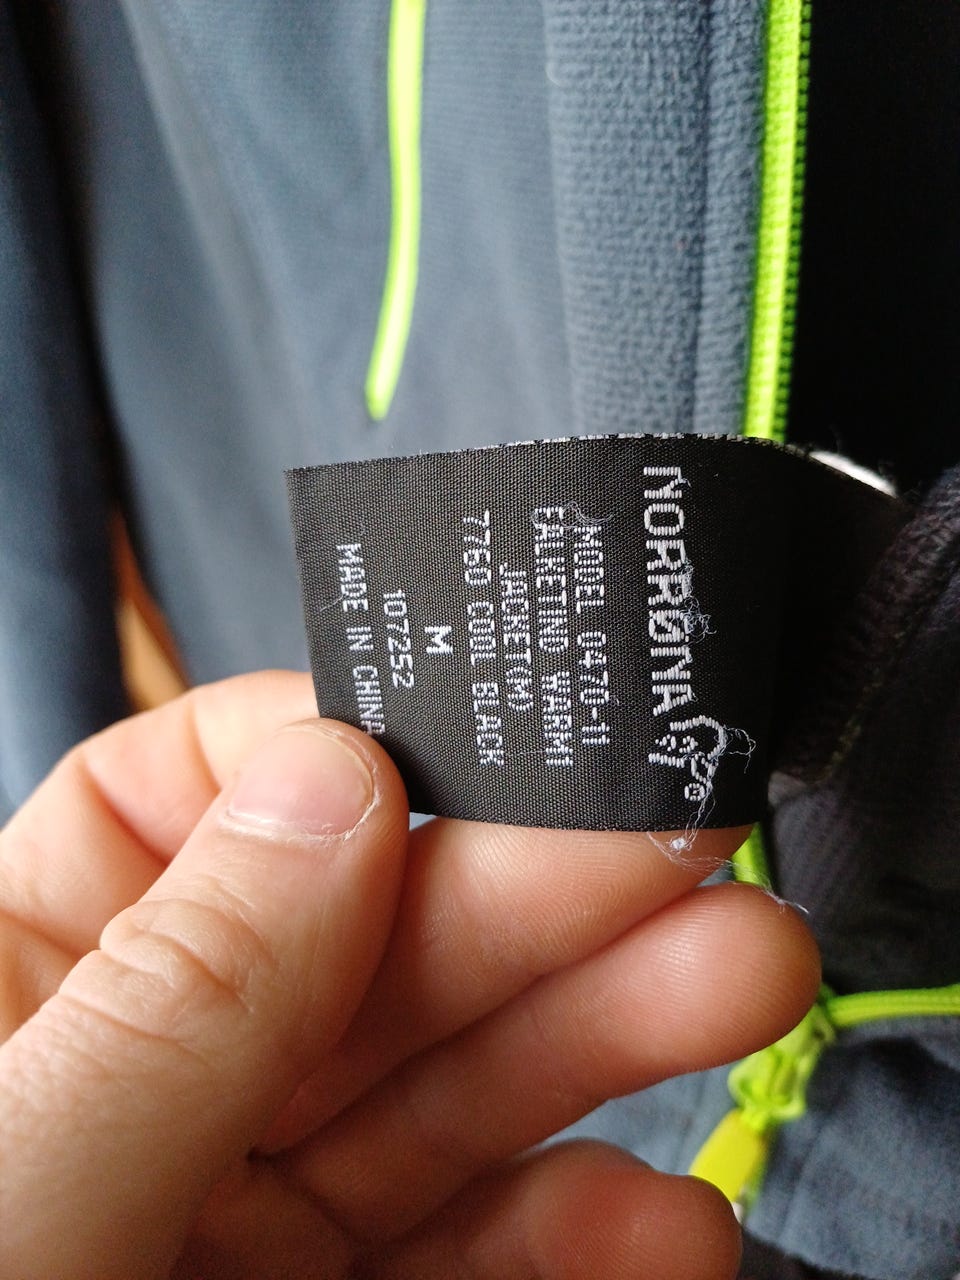 NORRØNA®
MODEL 0470-11
FALKETIND WARM1
JACKET(M)
7760 COOL BLACK
M
107252
MADE IN CHINA